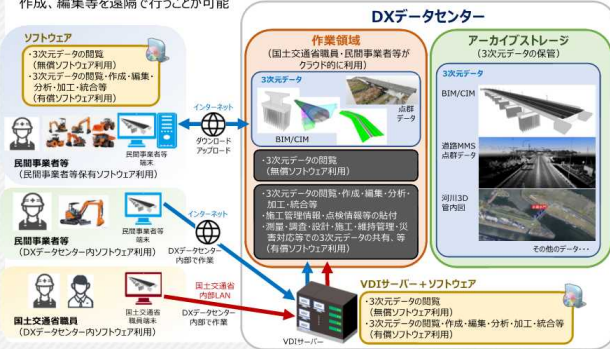 作成、編集等を遠隔で行うことが可能
DXデータセンター
ソフトウェア
・3次元データの閲覧
(無償ソフトウェア利用)
・3次元データの閲覧・作成・編集・
分析・加工・統合等
(有償ソフトウェア利用)
民間事業者等
端末
民間事業者等
(民間事業者等保有ソフトウェア利用)
インターネット
ダウンロード
アップロード
民間事業者等
端末
民間事業者等
(DXデータセンター内ソフトウェア利用)
インターネット
DXデータセンター
内部で作業
国土交通省
職員端末
国土交通省職員
(DXデータセンター内ソフトウェア利用)
国土交通省
内部LAN
DXデータセンター
内部で作業
作業領域
(国土交通省職員・民間事業者等が
クラウド的に利用)
3次元データ
点群
データ
BIM/CIM
・3次元データの閲覧
(無償ソフトウェア利用)
・3次元データの閲覧・作成・編集・分析・
加工・統合等
・施工管理情報・点検情報等の貼付
・測量・調査・設計・施工・維持管理・災
害対応等での3次元データの共有、等
(有償ソフトウェア利用)
アーカイブストレージ
(3次元データの保管)
3次元データ
BIM/CIM
道路MMS
点群データ
河川3D
管内図
その他のデータ・・・
VDIサーバー
VDIサーバー+ソフトウェア
・3次元データの閲覧
(無償ソフトウェア利用)
・3次元データの閲覧・作成・編集・分析・加工・統合等
(有償ソフトウェア利用)